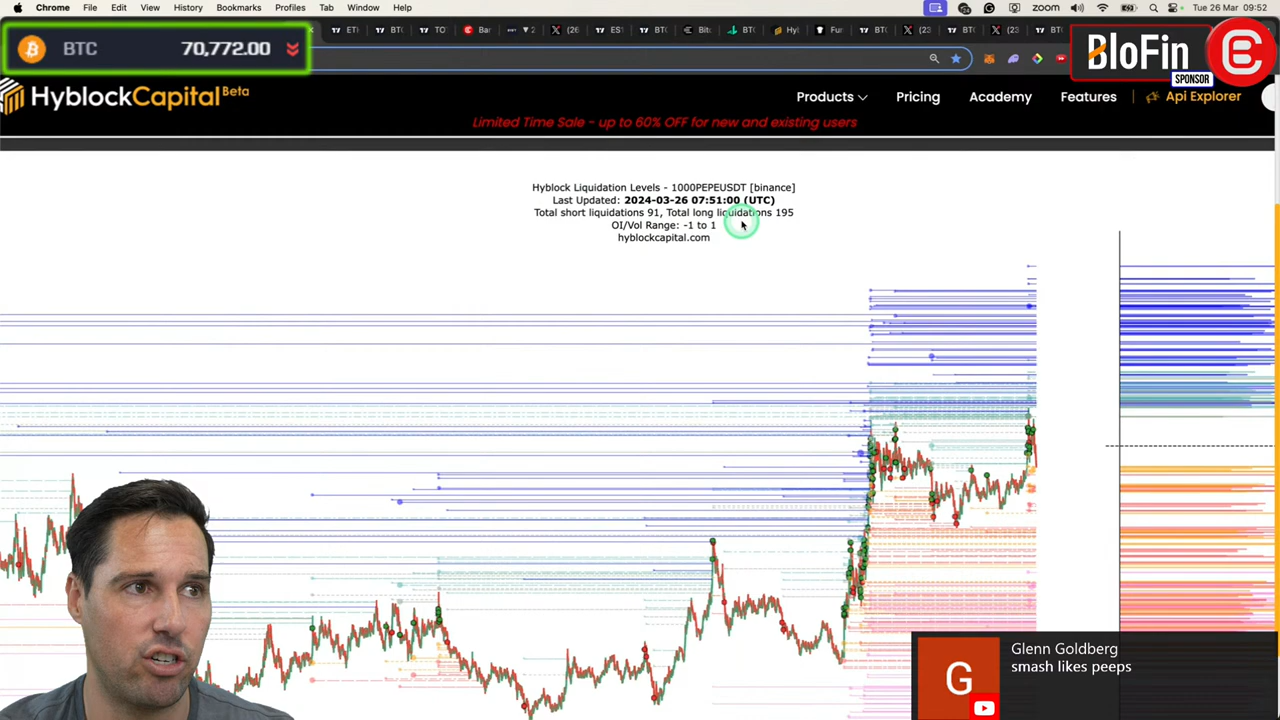 Chrome File Edit View History Bookmarks Profiles Tab Window Help
zoom Tue 26 Mar 09:52
BTC 70,772.00
BloFin
SPONSOR
HyblockCapital Beta
Products Pricing Academy Features Api Explorer
Limited Time Sale - up to 60% OFF for new and existing users
Hyblock Liquidation Levels - 1000PEPEUSDT [binance]
Last Updated: 2024-03-26 07:51:00 (UTC)
Total short liquidations 91, Total long liquidations 195
OI/Vol Range: -1 to 1
hyblockcapital.com
G
Glenn Goldberg
smash likes peeps